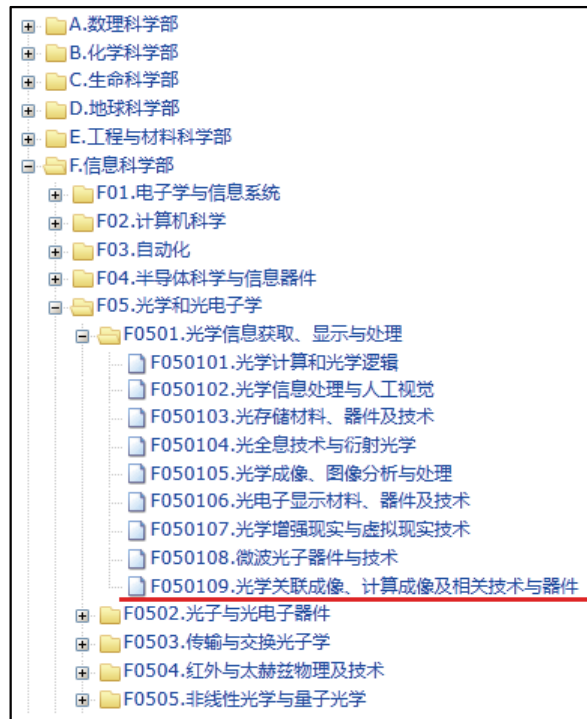 A.数理科学部
B.化学科学部
C.生命科学部
D.地球科学部
E.工程与材料科学部
F.信息科学部
F01.电子学与信息系统
F02.计算机科学
F03.自动化
F04.半导体科学与信息器件
F05.光学和光电子学
F0501.光学信息获取、显示与处理
F050101.光学计算和光学逻辑
F050102.光学信息处理与人工视觉
F050103.光存储材料、器件及技术
F050104.光全息技术与衍射光学
F050105.光学成像、图像分析与处理
F050106.光电子显示材料、器件及技术
F050107.光学增强现实与虚拟现实技术
F050108.微波光子器件与技术
F050109.光学关联成像、计算成像及相关技术与器件
F0502.光子与光电子器件
F0503.传输与交换光子学
F0504.红外与太赫兹物理及技术
F0505.非线性光学与量子光学